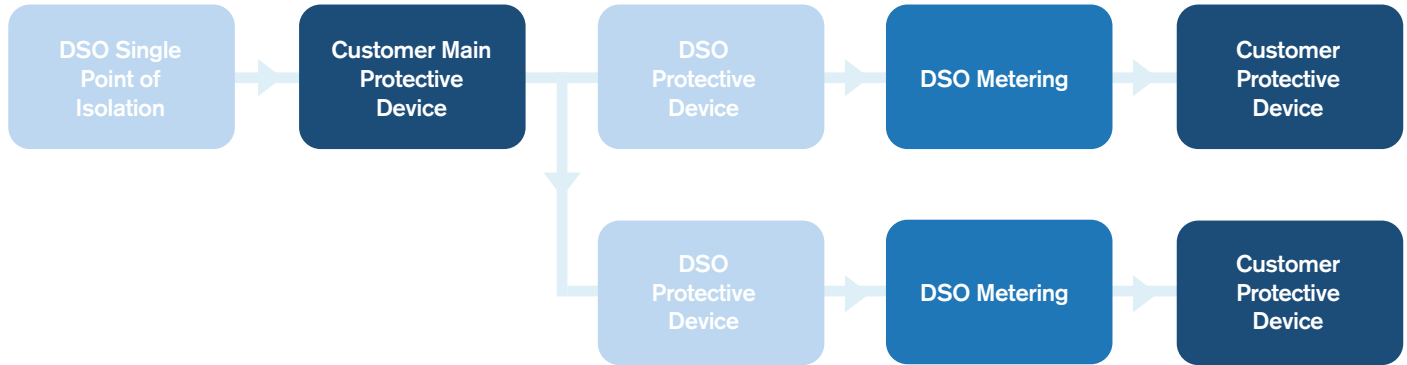 DSO Single
Point of
Isolation
Customer Main
Protective
Device
DSO
Protective
Device
DSO Metering
Customer
Protective
Device
DSO
Protective
Device
DSO Metering
Customer
Protective
Device